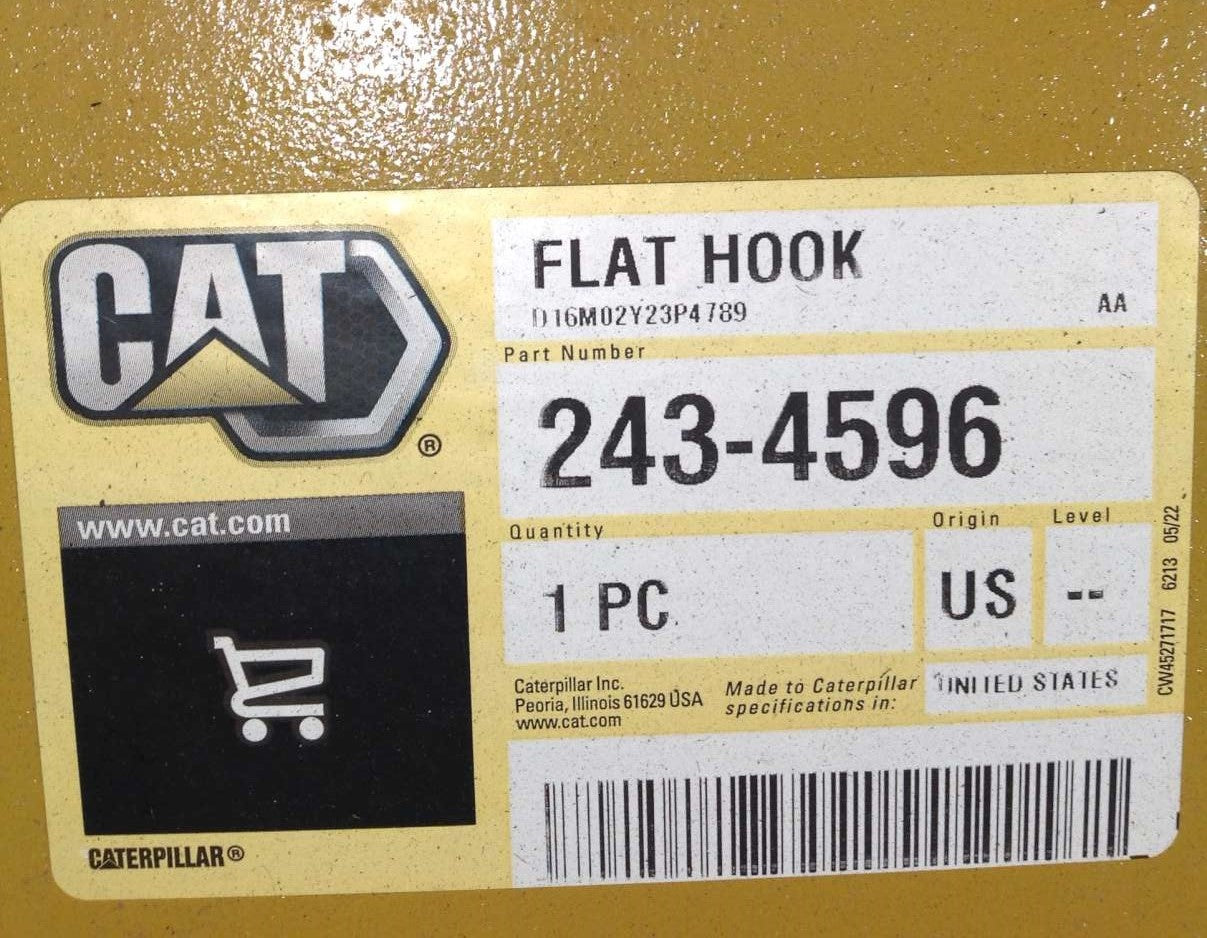 CAT
®
www.cat.com
CATERPILLAR®
FLAT HOOK
D16M02Y23P4789
AA
Part Number
243-4596
Quantity
1 PC
Origin
US
Level
--
Caterpillar Inc.
Peoria, Illinois 61629 USA
www.cat.com
Made to Caterpillar
specifications in:
UNITED STATES
CW45271717 6213 05/22